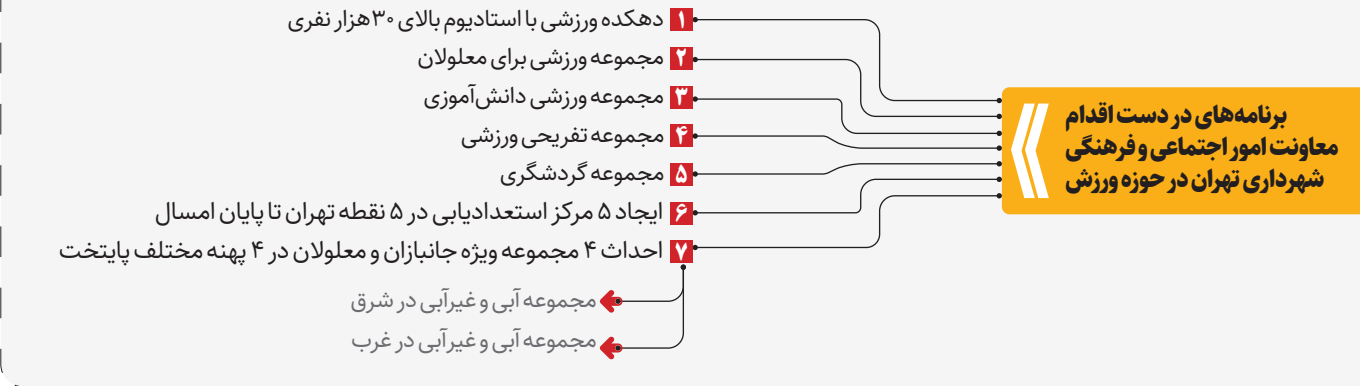 برنامه‌های در دست اقدام
معاونت امور اجتماعی و فرهنگی
شهرداری تهران در حوزه ورزش
۱ دهکده ورزشی با استادیوم بالای ۳۰هزار نفری
۲ مجموعه ورزشی برای معلولان
۳ مجموعه ورزشی دانش‌آموزی
۴ مجموعه تفریحی ورزشی
۵ مجموعه گردشگری
۶ ایجاد ۵ مرکز استعدادیابی در ۵ نقطه تهران تا پایان امسال
۷ احداث ۴ مجموعه ویژه جانبازان و معلولان در ۴ پهنه مختلف پایتخت
مجموعه آبی و غیرآبی در شرق
مجموعه آبی و غیرآبی در غرب